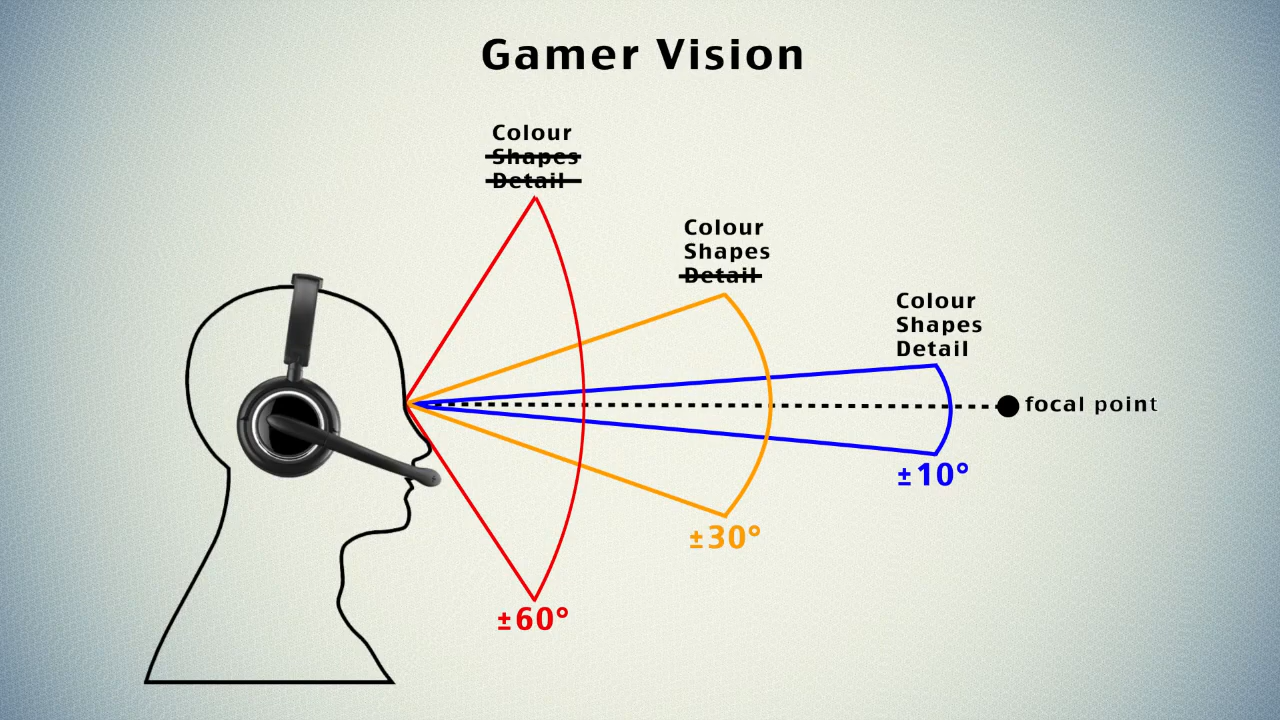 Gamer Vision
Colour
Shapes
Detail
Colour
Shapes
Detail
Colour
Shapes
Detail
focal point
±10°
±30°
±60°